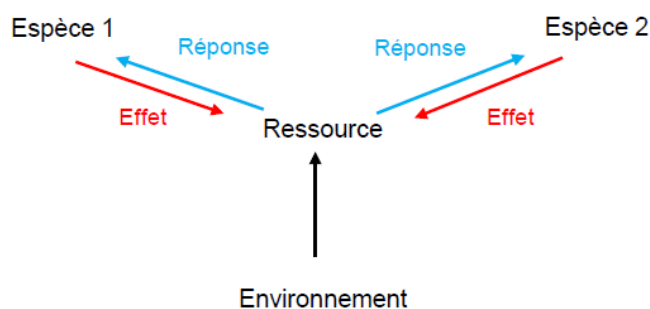 Espèce 1
Espèce 2
Réponse
Réponse
Effet
Effet
Ressource
Environnement